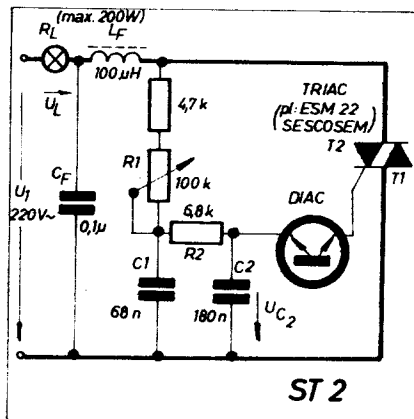 (max. 200W)
RL
LF
100 µH
TRIAC
(pl: ESM 22
SESCOSEM)
T2
T1
UL
4,7 k
R1
100 k
CF
0,1µ
U1
220V~
6,8 k
R2
DIAC
C1
68 n
C2
180 n
UC2
ST 2